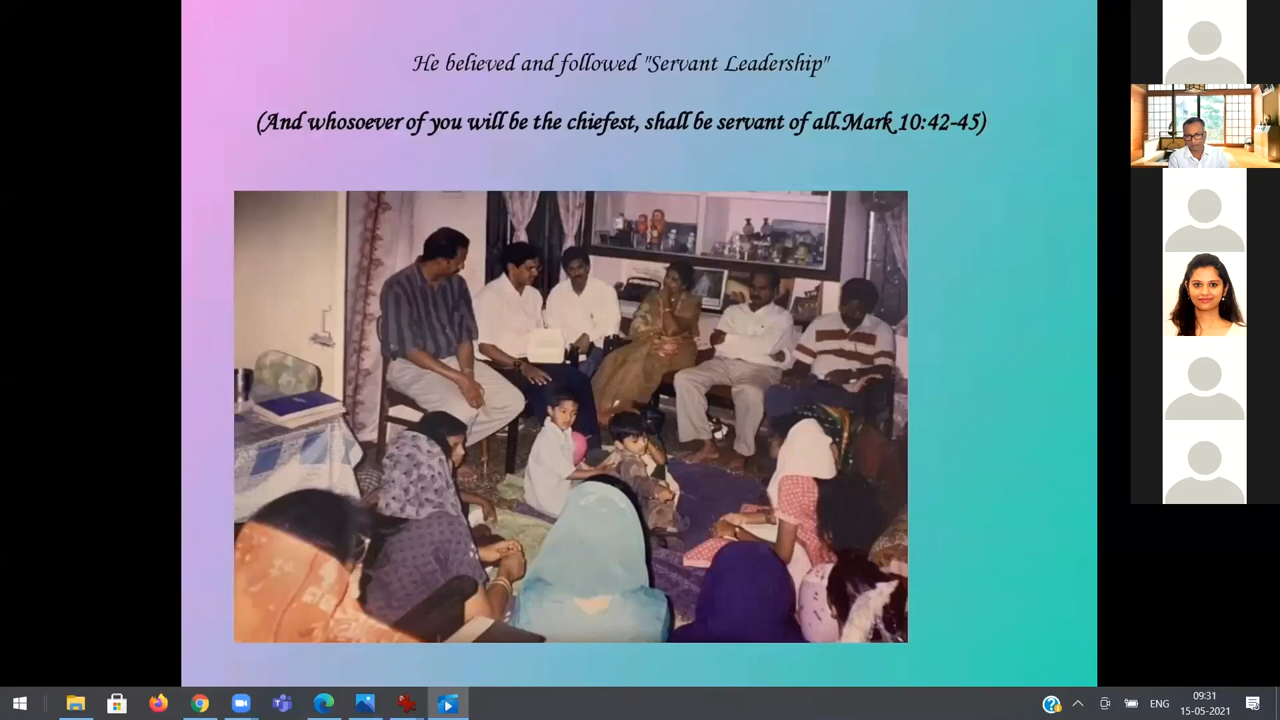 He believed and followed "Servant Leadership"
(And whosoever of you will be the chiefest, shall be servant of all.Mark 10:42-45)
ENG
09:31
15-05-2021